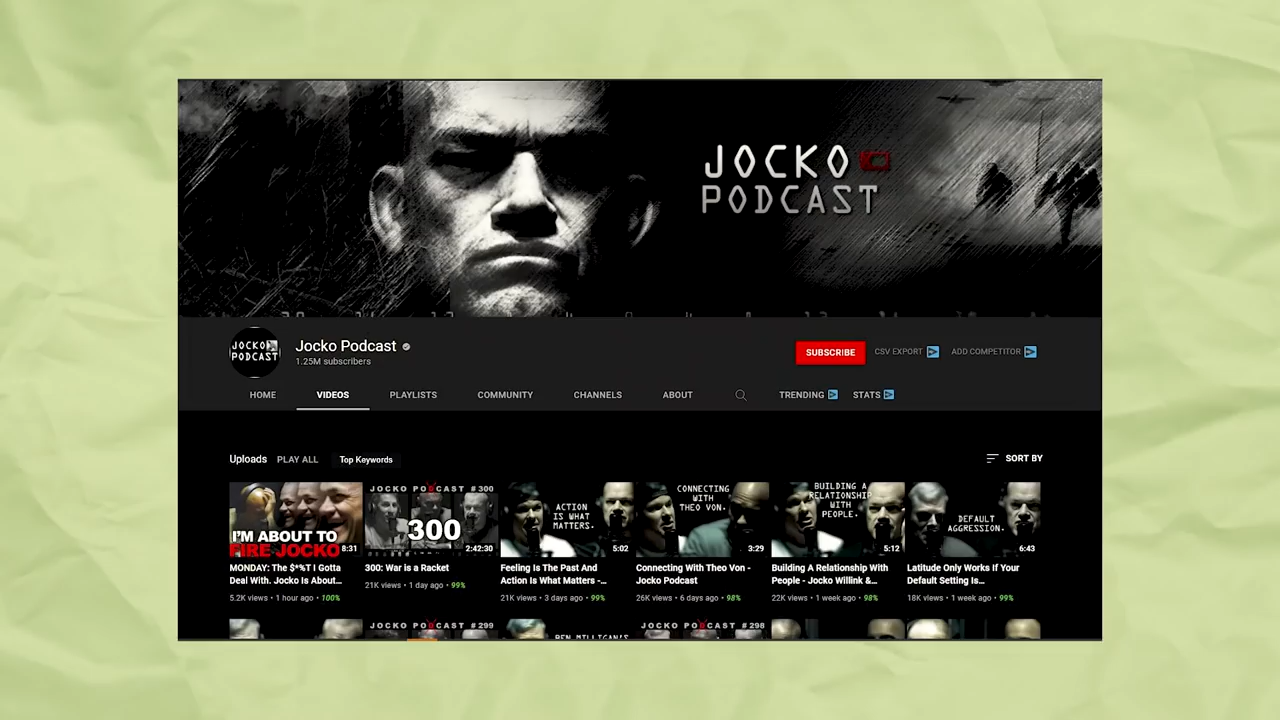 JOCKO
PODCAST
JOCKO
PODCAST
Jocko Podcast
1.25M subscribers
SUBSCRIBE
CSV EXPORT
ADD COMPETITOR
HOME
VIDEOS
PLAYLISTS
COMMUNITY
CHANNELS
ABOUT
TRENDING
STATS
Uploads
PLAY ALL
Top Keywords
SORT BY
I'M ABOUT TO
FIRE JOCKO
8:31
MONDAY: The $*%T I Gotta
Deal With. Jocko Is About...
5.2K views • 1 hour ago • 100%
JOCKO PODCAST #300
300
2:42:30
300: War is a Racket
21K views • 1 day ago • 99%
ACTION
IS WHAT
MATTERS.
5:02
Feeling Is The Past And
Action Is What Matters -...
21K views • 3 days ago • 99%
CONNECTING
WITH
THEO VON.
3:29
Connecting With Theo Von -
Jocko Podcast
26K views • 6 days ago • 98%
BUILDING A
RELATIONSHIP
WITH
PEOPLE.
5:12
Building A Relationship With
People - Jocko Willink &...
22K views • 1 week ago • 98%
DEFAULT
AGGRESSION.
6:43
Latitude Only Works If Your
Default Setting Is...
18K views • 1 week ago • 99%
JOCKO PODCAST #299
BEN MILLIGAN'S
JOCKO PODCAST #298